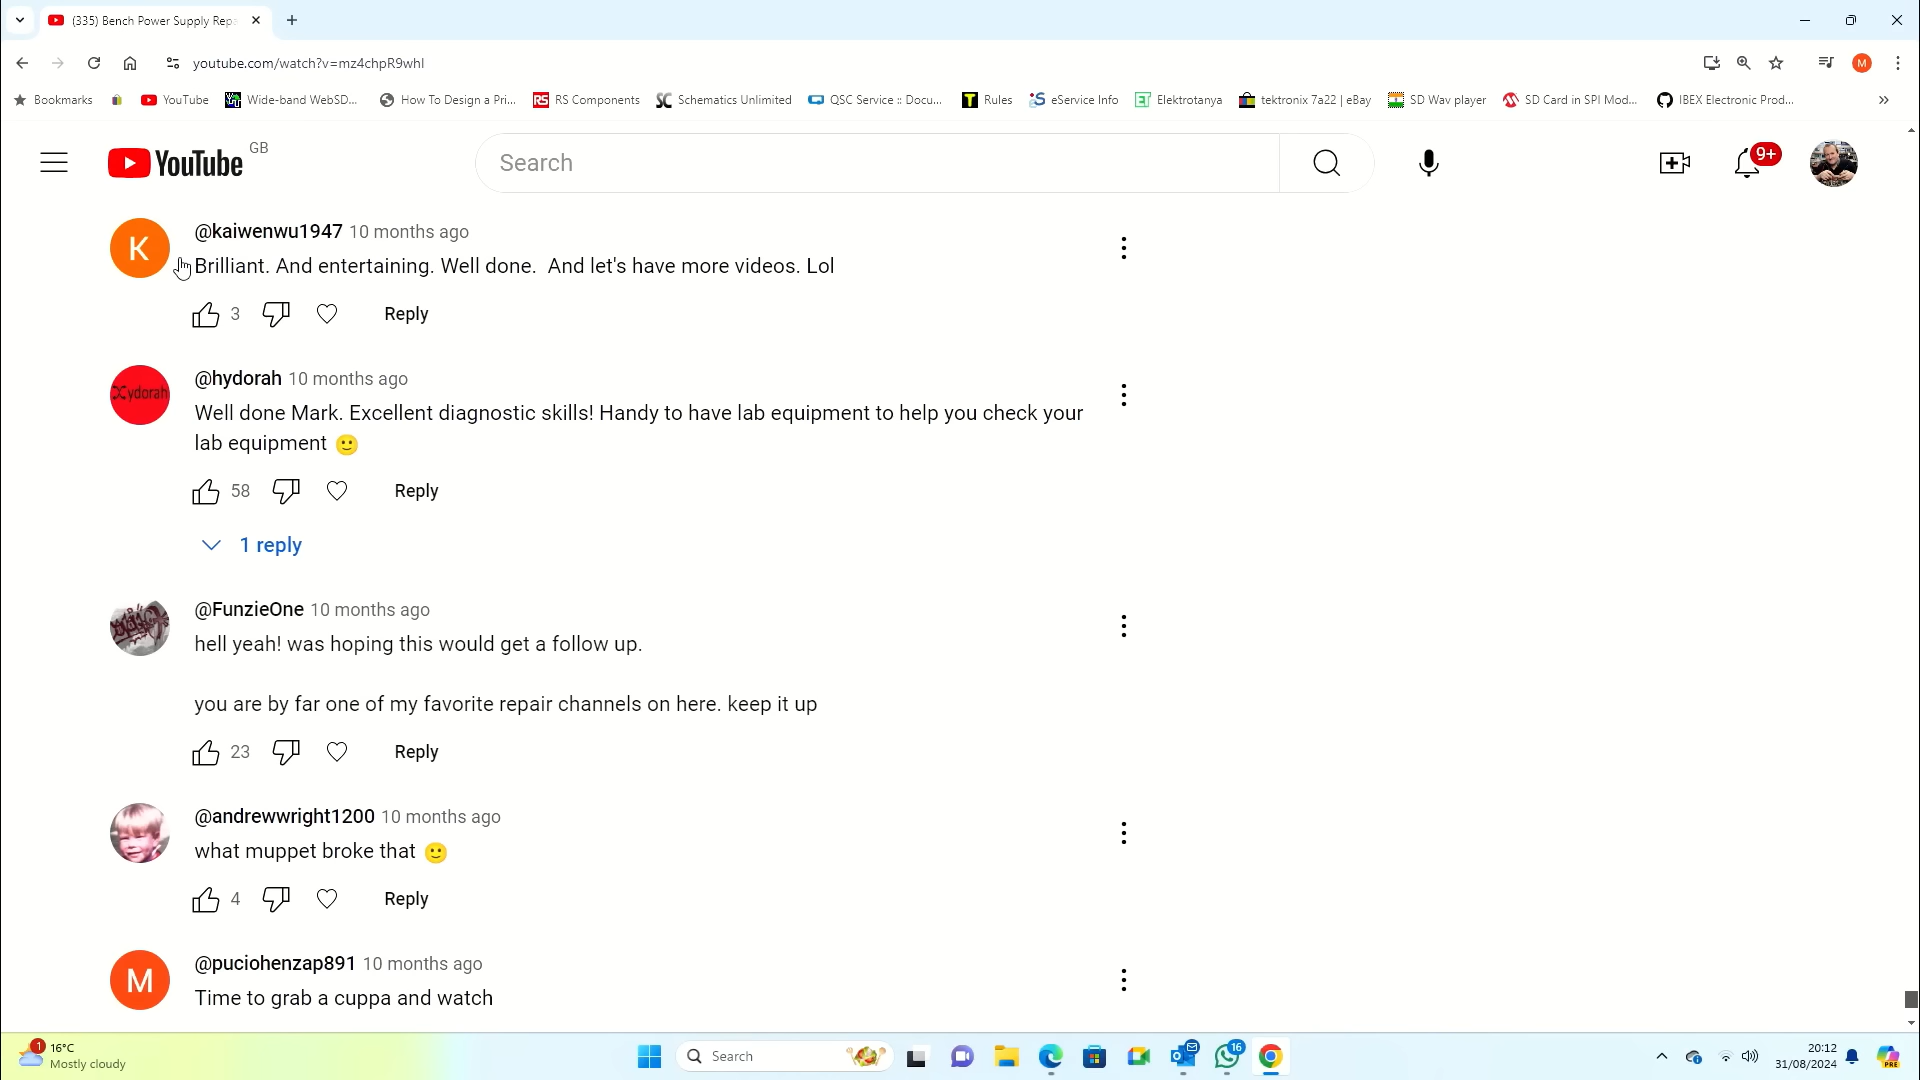 (335) Bench Power Supply Repa
youtube.com/watch?v=mz4chpR9whI
M
Bookmarks
YouTube
Wide-band WebSD...
How To Design a Pri...
RS Components
Schematics Unlimited
QSC Service :: Docu...
Rules
eService Info
Elektrotanya
tektronix 7a22 | eBay
SD Wav player
SD Card in SPI Mod...
IBEX Electronic Prod...
YouTube GB
Search
9+
K
@kaiwenwu1947 10 months ago
Brilliant. And entertaining. Well done.  And let's have more videos. Lol
3 Reply
Xydorah
@hydorah 10 months ago
Well done Mark. Excellent diagnostic skills! Handy to have lab equipment to help you check your
lab equipment 🙂
58 Reply
1 reply
@FunzieOne 10 months ago
hell yeah! was hoping this would get a follow up.
you are by far one of my favorite repair channels on here. keep it up
23 Reply
@andrewwright1200 10 months ago
what muppet broke that 🙂
4 Reply
M
@puciohenzap891 10 months ago
Time to grab a cuppa and watch
1
16°C
Mostly cloudy
Search
16
20:12
31/08/2024
PRE